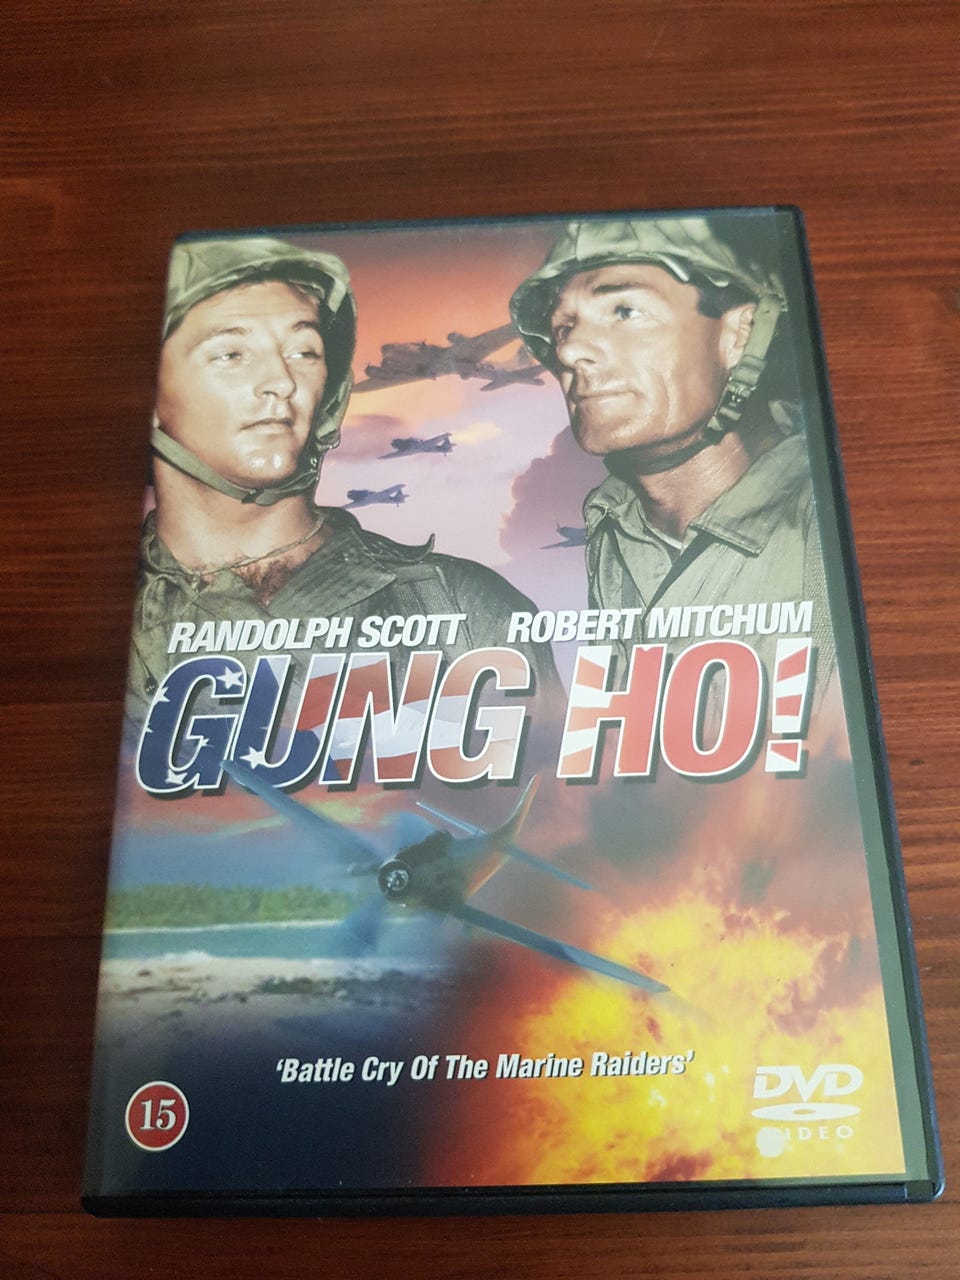 RANDOLPH SCOTT ROBERT MITCHUM
GUNG HO!
'Battle Cry Of The Marine Raiders'
15
DVD
VIDEO